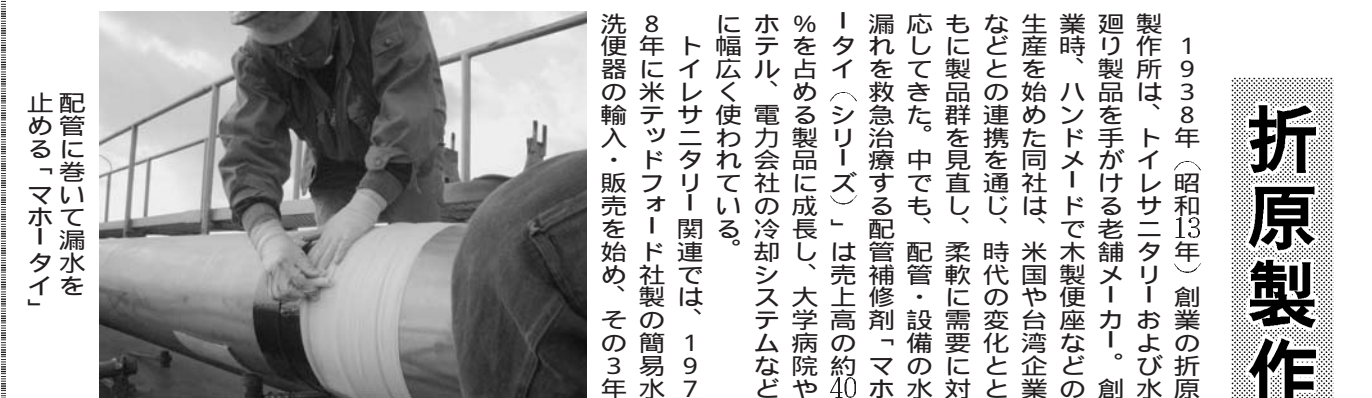 折原製作
1938年(昭和13年)創業の折原
製作所は、トイレサニタリーおよび水
廻り製品を手がける老舗メーカー。創
業時、ハンドメードで木製便座などの
生産を始めた同社は、米国や台湾企業
などとの連携を通じ、時代の変化とと
もに製品群を見直し、柔軟に需要に対
応してきた。中でも、配管・設備の水
漏れを救急治療する配管補修剤「マホ
ータイ(シリーズ)」は売上高の約40
%を占める製品に成長し、大学病院や
ホテル、電力会社の冷却システムなど
に幅広く使われている。
トイレサニタリー関連では、197
8年に米テッドフォード社製の簡易水
洗便器の輸入・販売を始め、その3年
配管に巻いて漏水を
止める「マホータイ」